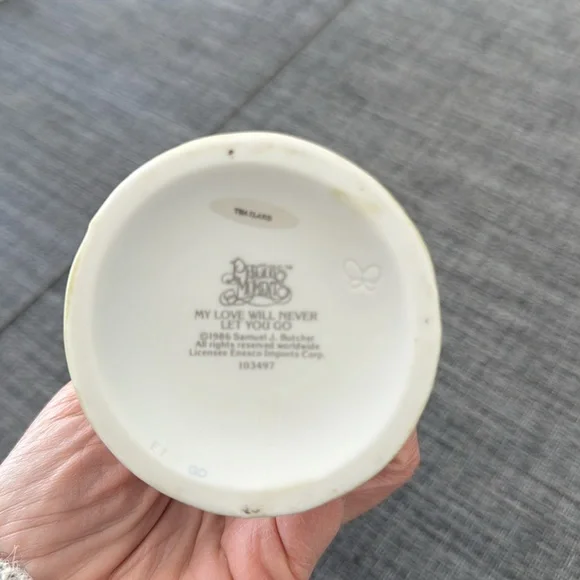 Precious Moments™
MY LOVE WILL NEVER
LET YOU GO
©1986 Samuel J. Butcher
All rights reserved worldwide
Licensee Enesco Imports Corp.
103497